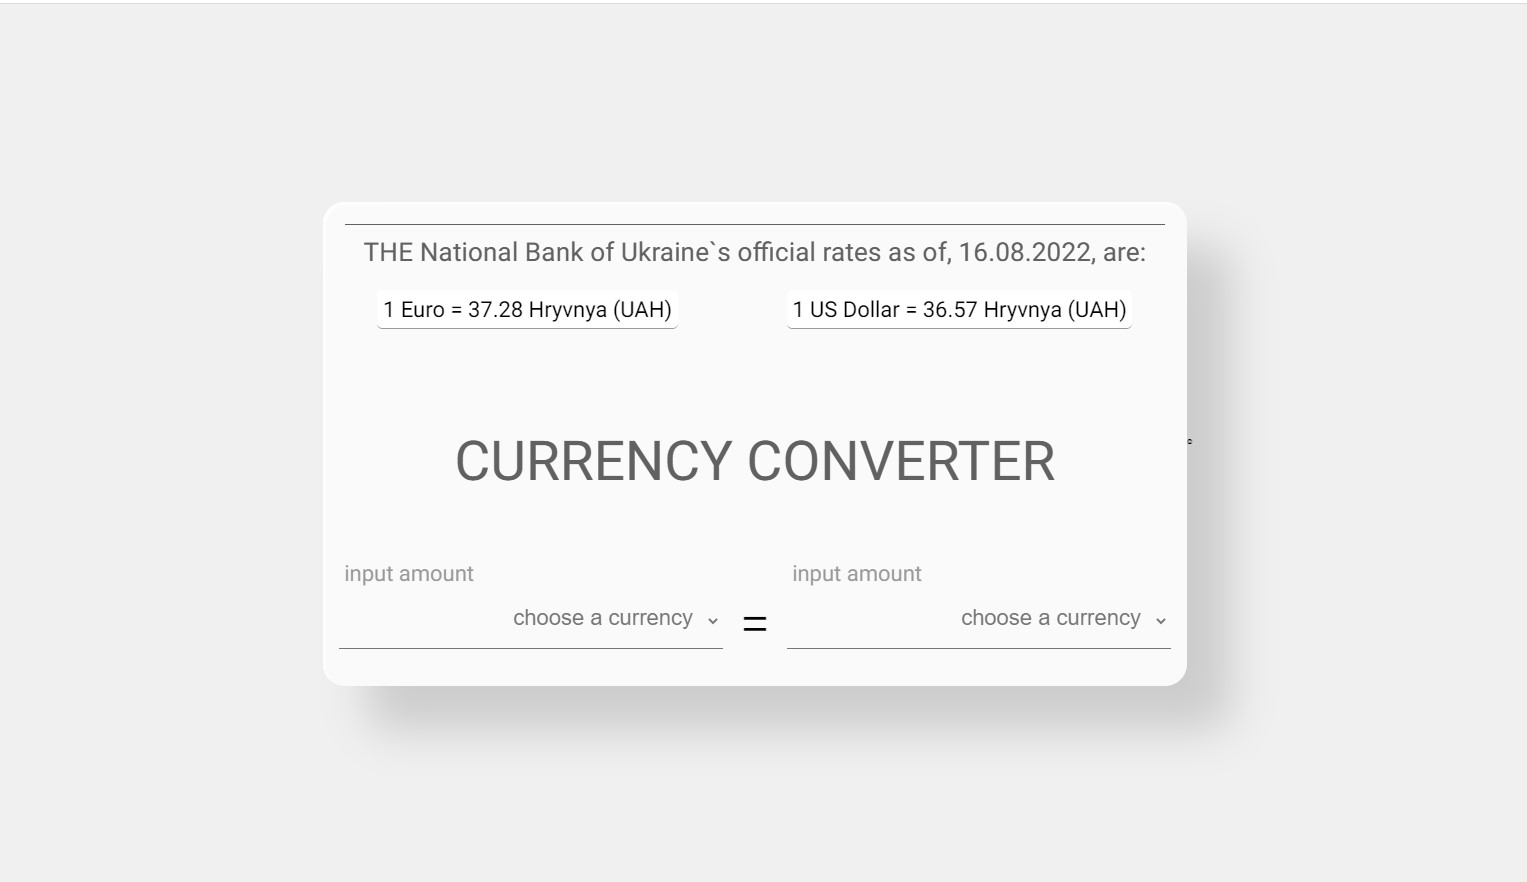 THE National Bank of Ukraine`s official rates as of, 16.08.2022, are:
1 Euro = 37.28 Hryvnya (UAH)
1 US Dollar = 36.57 Hryvnya (UAH)
CURRENCY CONVERTER
input amount
input amount
choose a currency
=
choose a currency